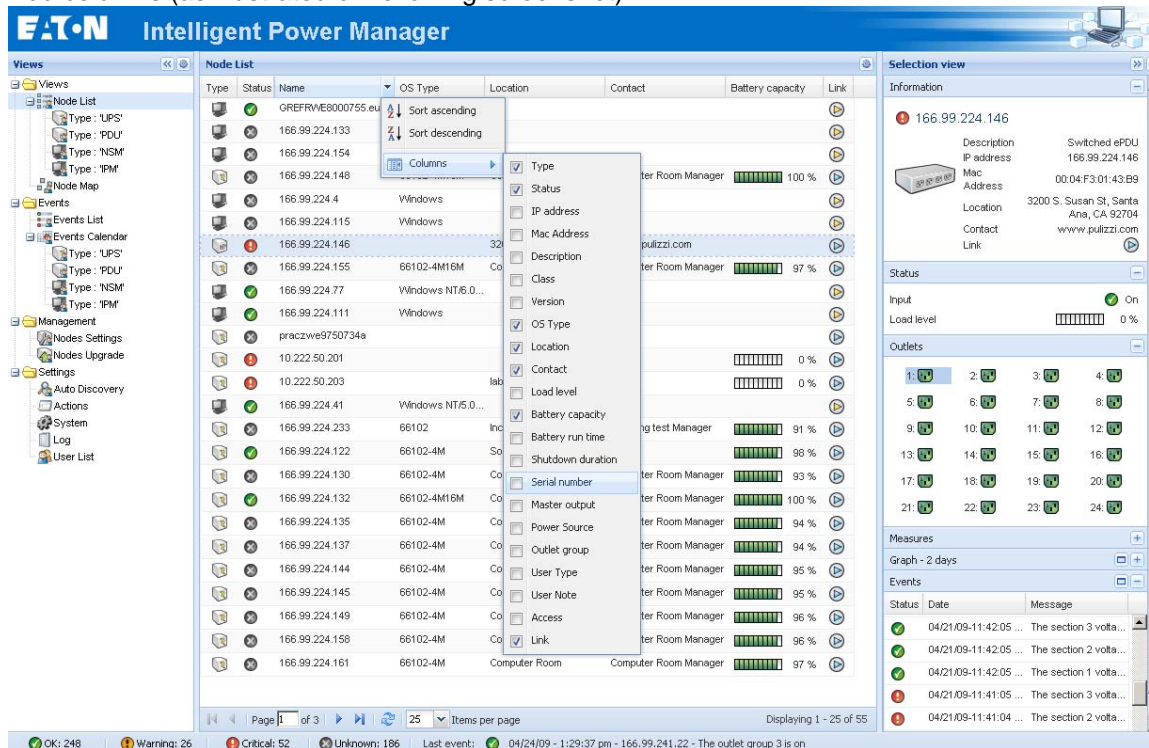 EATON Intelligent Power Manager
Views
Views
Node List
Type : 'UPS'
Type : 'PDU'
Type : 'NSM'
Type : 'IPM'
Node Map
Events
Events List
Events Calendar
Type : 'UPS'
Type : 'PDU'
Type : 'NSM'
Type : 'IPM'
Management
Nodes Settings
Nodes Upgrade
Settings
Auto Discovery
Actions
System
Log
User List
Node List
Type Status Name OS Type Location Contact Battery capacity Link
GREFRWE8000755.eu
166.99.224.133
166.99.224.154
166.99.224.148 ter Room Manager 100 %
166.99.224.4 Windows
166.99.224.115 Windows
166.99.224.146 320 pulizzi.com
166.99.224.155 66102-4M16M Co ter Room Manager 97 %
166.99.224.77 Windows NT/6.0...
166.99.224.111 Windows
praczwe9750734a
10.222.50.201 0 %
10.222.50.203 lab 0 %
166.99.224.41 Windows NT/5.0...
166.99.224.233 66102 Inc ng test Manager 91 %
166.99.224.122 66102-4M So 98 %
166.99.224.130 66102-4M Co ter Room Manager 93 %
166.99.224.132 66102-4M16M Co ter Room Manager 100 %
166.99.224.135 66102-4M Co ter Room Manager 94 %
166.99.224.137 66102-4M Co ter Room Manager 94 %
166.99.224.144 66102-4M Co ter Room Manager 95 %
166.99.224.145 66102-4M Co ter Room Manager 95 %
166.99.224.149 66102-4M Co ter Room Manager 96 %
166.99.224.158 66102-4M Co ter Room Manager 96 %
166.99.224.161 66102-4M Computer Room Computer Room Manager 97 %
Sort ascending
Sort descending
Columns
Type
Status
IP address
Mac Address
Description
Class
Version
OS Type
Location
Contact
Load level
Battery capacity
Battery run time
Shutdown duration
Serial number
Master output
Power Source
Outlet group
User Type
User Note
Access
Link
Page 1 of 3 25 Items per page Displaying 1 - 25 of 55
Selection view
Information
166.99.224.146
Description Switched ePDU
IP address 166.99.224.146
Mac Address 00:04:F3:01:43:B9
Location 3200 S. Susan St, Santa Ana, CA 92704
Contact www.pulizzi.com
Link
Status
Input On
Load level 0 %
Outlets
1: 2: 3: 4:
5: 6: 7: 8:
9: 10: 11: 12:
13: 14: 15: 16:
17: 18: 19: 20:
21: 22: 23: 24:
Measures
Graph - 2 days
Events
Status Date Message
04/21/09-11:42:05 ... The section 3 volta...
04/21/09-11:42:05 ... The section 2 volta...
04/21/09-11:42:05 ... The section 1 volta...
04/21/09-11:41:05 ... The section 3 volta...
04/21/09-11:41:04 ... The section 2 volta...
OK: 248 Warning: 26 Critical: 52 Unknown: 186 Last event: 04/24/09 - 1:29:37 pm - 166.99.241.22 - The outlet group 3 is on